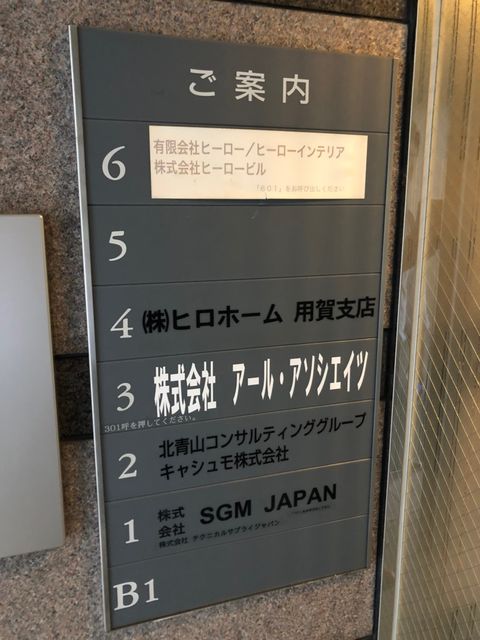 ご案内
6
有限会社ヒーロー／ヒーローインテリア
株式会社ヒーロービル
「601」をお呼び出しください
5
4 ㈱ヒロホーム 用賀支店
3 株式会社 アール・アソシエイツ
301呼を押してください。
2
北青山コンサルティンググループ
キャシュモ株式会社
1
株式会社 SGM JAPAN
株式会社 テクニカルサプライジャパン
B1